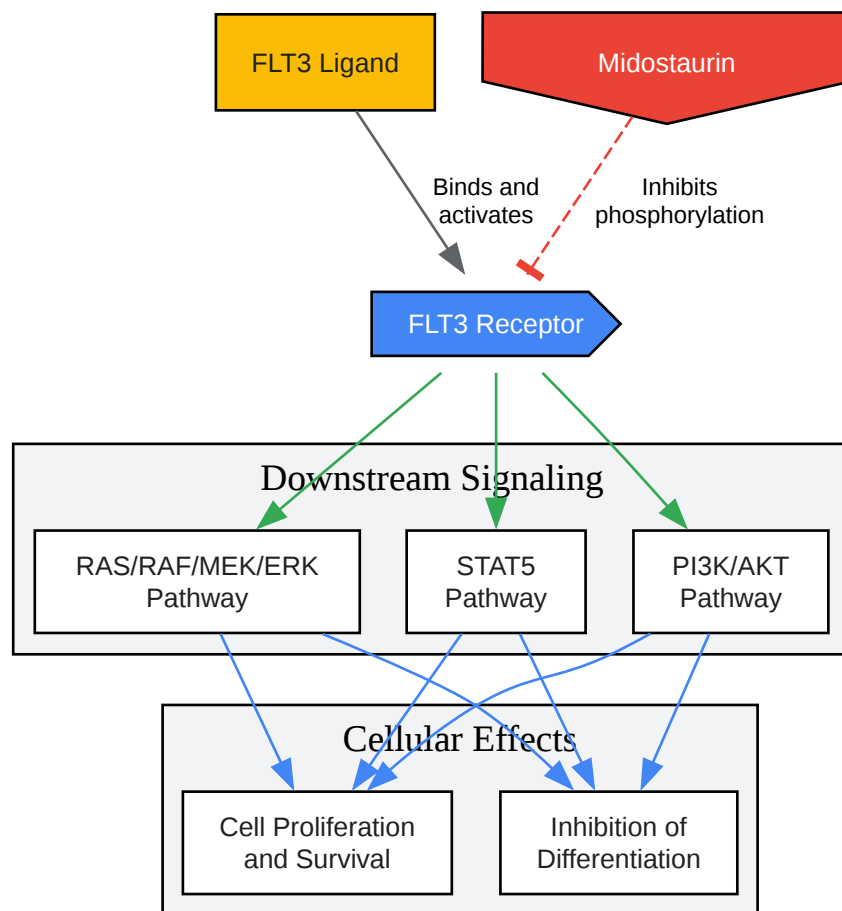 FLT3 Ligand
Midostaurin
Binds and
activates
Inhibits
phosphorylation
FLT3 Receptor
Downstream Signaling
RAS/RAF/MEK/ERK
Pathway
STAT5
Pathway
PI3K/AKT
Pathway
Cellular Effects
Cell Proliferation
and Survival
Inhibition of
Differentiation